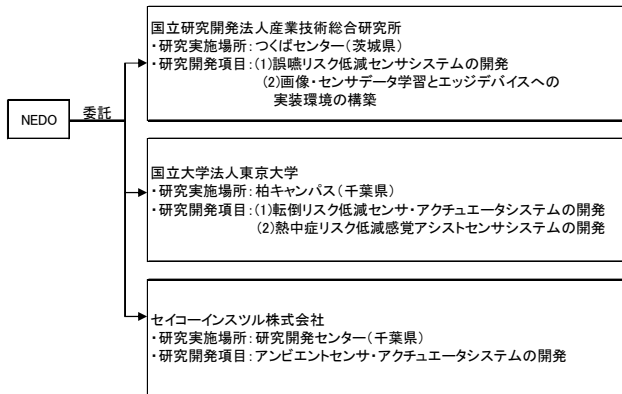 NEDO
委託
国立研究開発法人産業技術総合研究所
・研究実施場所：つくばセンター（茨城県）
・研究開発項目：(1)誤嚥リスク低減センサシステムの開発
(2)画像・センサデータ学習とエッジデバイスへの
実装環境の構築
国立大学法人東京大学
・研究実施場所：柏キャンパス（千葉県）
・研究開発項目：(1)転倒リスク低減センサ・アクチュエータシステムの開発
(2)熱中症リスク低減感覚アシストセンサシステムの開発
セイコーインスツル株式会社
・研究実施場所：研究開発センター（千葉県）
・研究開発項目：アンビエントセンサ・アクチュエータシステムの開発